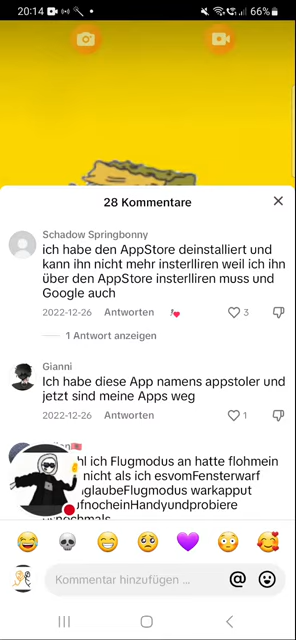 20:14
66%
28 Kommentare
Schadow Springbonny
ich habe den AppStore deinstalliert und
kann ihn nicht mehr insterlliren weil ich ihn
über den AppStore insterlliren muss und
Google auch
2022-12-26 Antworten 3
1 Antwort anzeigen
Gianni
Ich habe diese App namens appstoler und
jetzt sind meine Apps weg
2022-12-26 Antworten 1
ich Flugmodus an hatte flohmein
nicht als ich esvomFensterwarf
glaubeFlugmodus warkapput
ufnocheinHandyundprobiere
Kommentar hinzufügen ... @